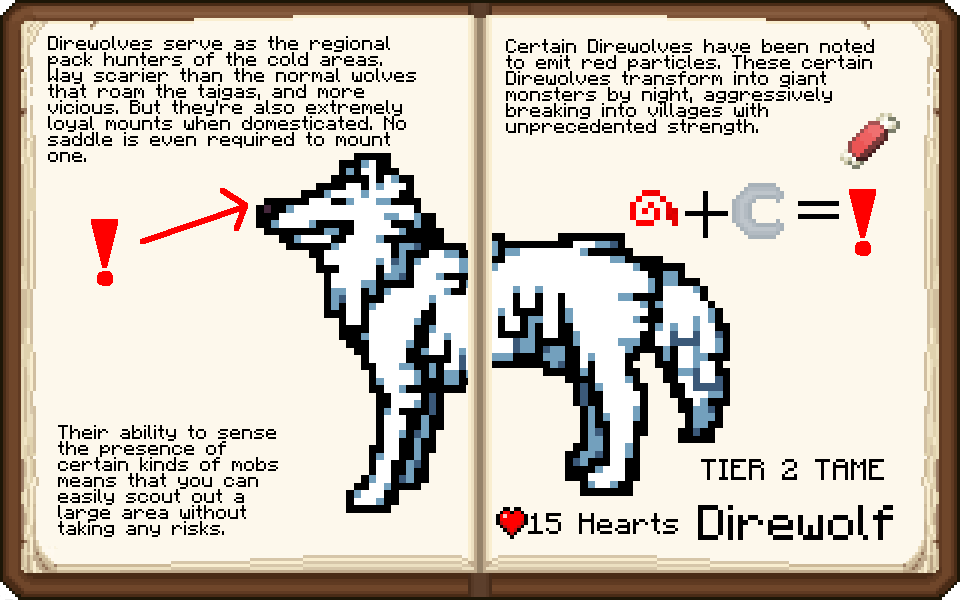 Direwolves serve as the regional
pack hunters of the cold areas.
Way scarier than the normal wolves
that roam the taigas, and more
vicious. But they're also extremely
loyal mounts when domesticated. No
saddle is even required to mount
one.
!
Their ability to sense
the presence of
certain kinds of mobs
means that you can
easily scout out a
large area without
taking any risks.
Certain Direwolves have been noted
to emit red particles. These certain
Direwolves transform into giant
monsters by night, aggressively
breaking into villages with
unprecedented strength.
+ = !
TIER 2 TAME
15 Hearts Direwolf